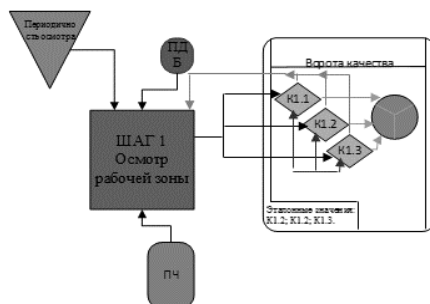 Периодично
сть осмотра
ПД
Б
Ворота качества
К1.1
К1.2
К1.3
ШАГ 1
Осмотр
рабочей зоны
Эталонные значения:
К1.2; К1.2; К1.3.
ПЧ